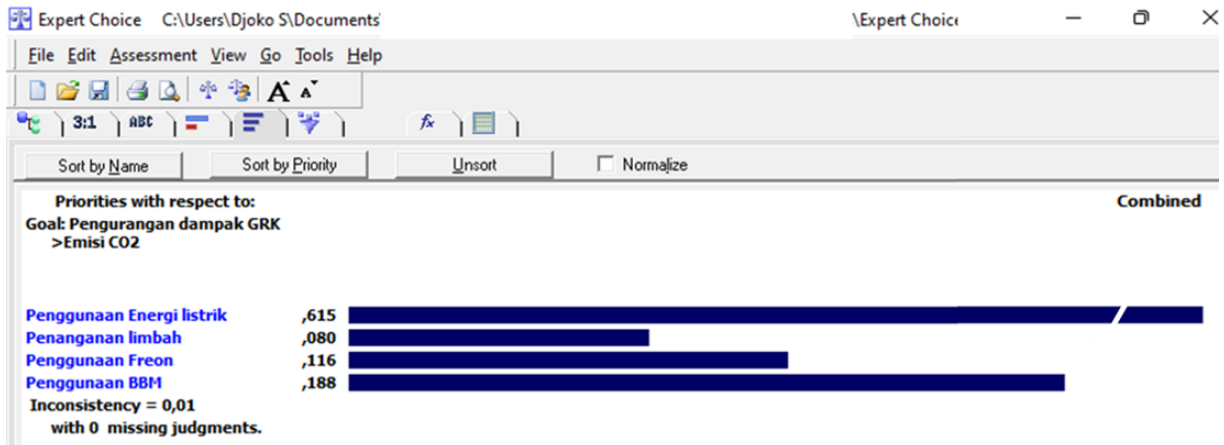 Expert Choice C:\Users\Djoko S\Documents' \Expert Choice
File Edit Assessment View Go Tools Help
A A
3:1 ABC fx
Sort by Name Sort by Priority Unsort Normalize
Priorities with respect to: Combined
Goal: Pengurangan dampak GRK
>Emisi CO2
Penggunaan Energi listrik ,615
Penanganan limbah ,080
Penggunaan Freon ,116
Penggunaan BBM ,188
Inconsistency = 0,01
with 0 missing judgments.